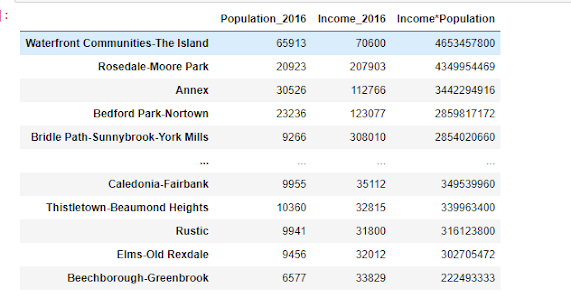 ]:
Population_2016 Income_2016 Income*Population
Waterfront Communities-The Island 65913 70600 4653457800
Rosedale-Moore Park 20923 207903 4349954469
Annex 30526 112766 3442294916
Bedford Park-Nortown 23236 123077 2859817172
Bridle Path-Sunnybrook-York Mills 9266 308010 2854020660
... ... ... ...
Caledonia-Fairbank 9955 35112 349539960
Thistletown-Beaumond Heights 10360 32815 339963400
Rustic 9941 31800 316123800
Elms-Old Rexdale 9456 32012 302705472
Beechborough-Greenbrook 6577 33829 222493333